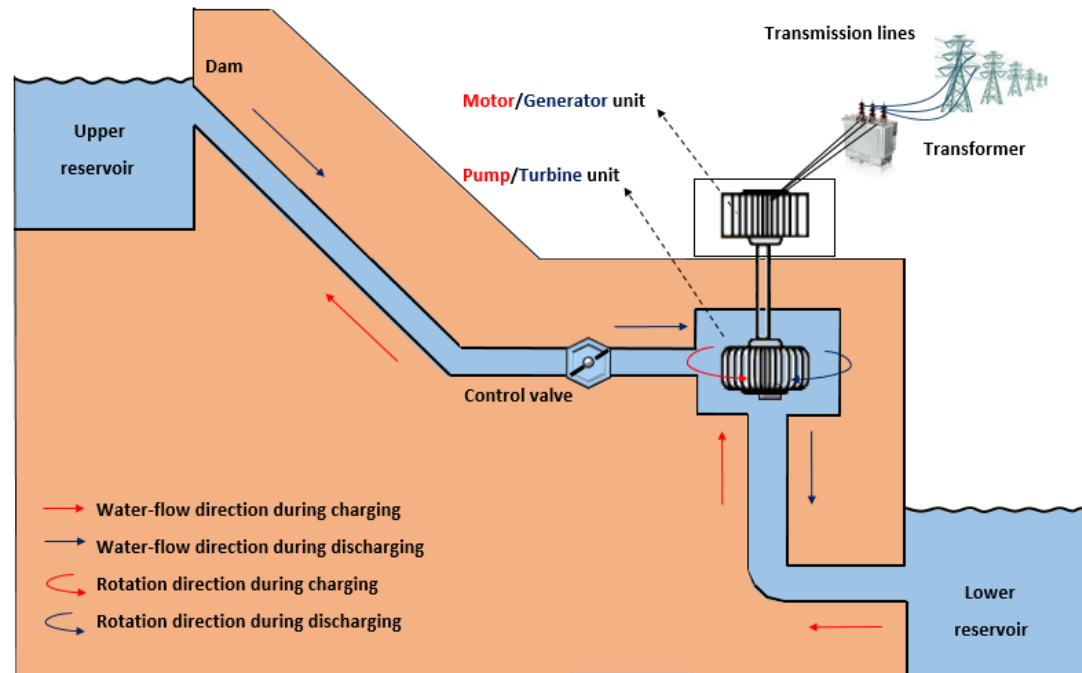 Transmission lines
Dam
Motor/Generator unit
Upper
reservoir
Transformer
Pump/Turbine unit
Control valve
Water-flow direction during charging
Water-flow direction during discharging
Rotation direction during charging
Rotation direction during discharging
Lower
reservoir